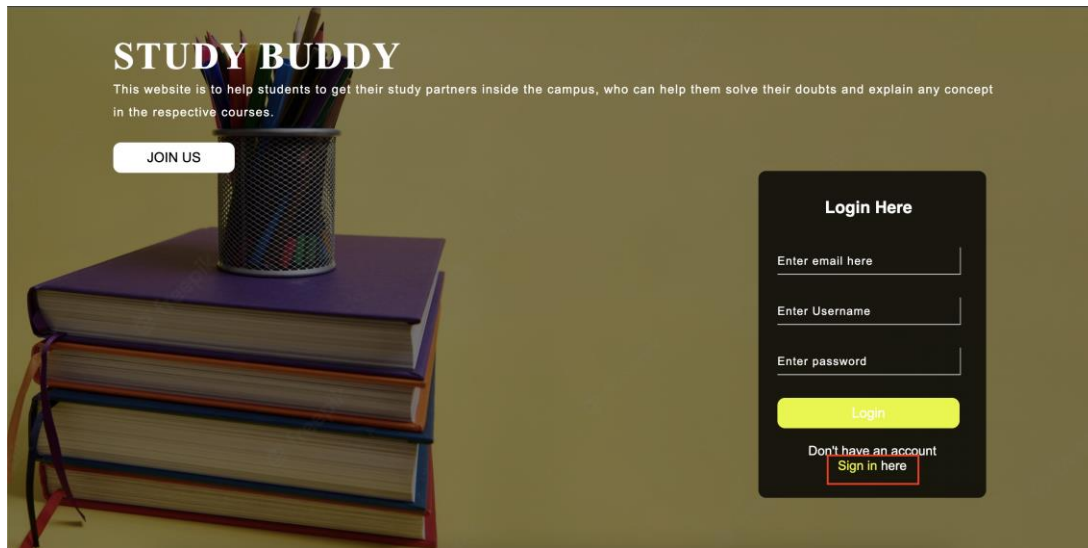 STUDY BUDDY
This website is to help students to get their study partners inside the campus, who can help them solve their doubts and explain any concept
in the respective courses.
JOIN US
Login Here
Enter email here
Enter Username
Enter password
Login
Don't have an account
Sign in here